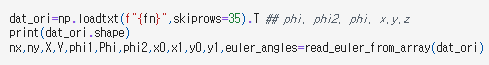 dat_ori=np.loadtxt(f"{fn}",skiprows=35).T ## phi, phi2, phi, x,y,z
print(dat_ori.shape)
nx,ny,X,Y,phi1,Phi,phi2,x0,x1,y0,y1,euler_angles=read_euler_from_array(dat_ori)